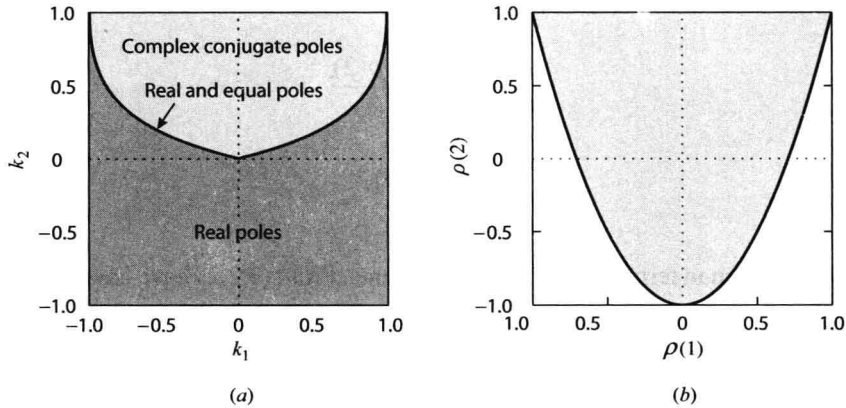 1.0
Complex conjugate poles
0.5
Real and equal poles
k₂
0
Real poles
−0.5
−1.0
−1.0 −0.5 0 0.5 1.0
k₁
(a)
1.0
0.5
ρ(2)
0
−0.5
−1.0
1.0 0.5 0 0.5 1.0
ρ(1)
(b)